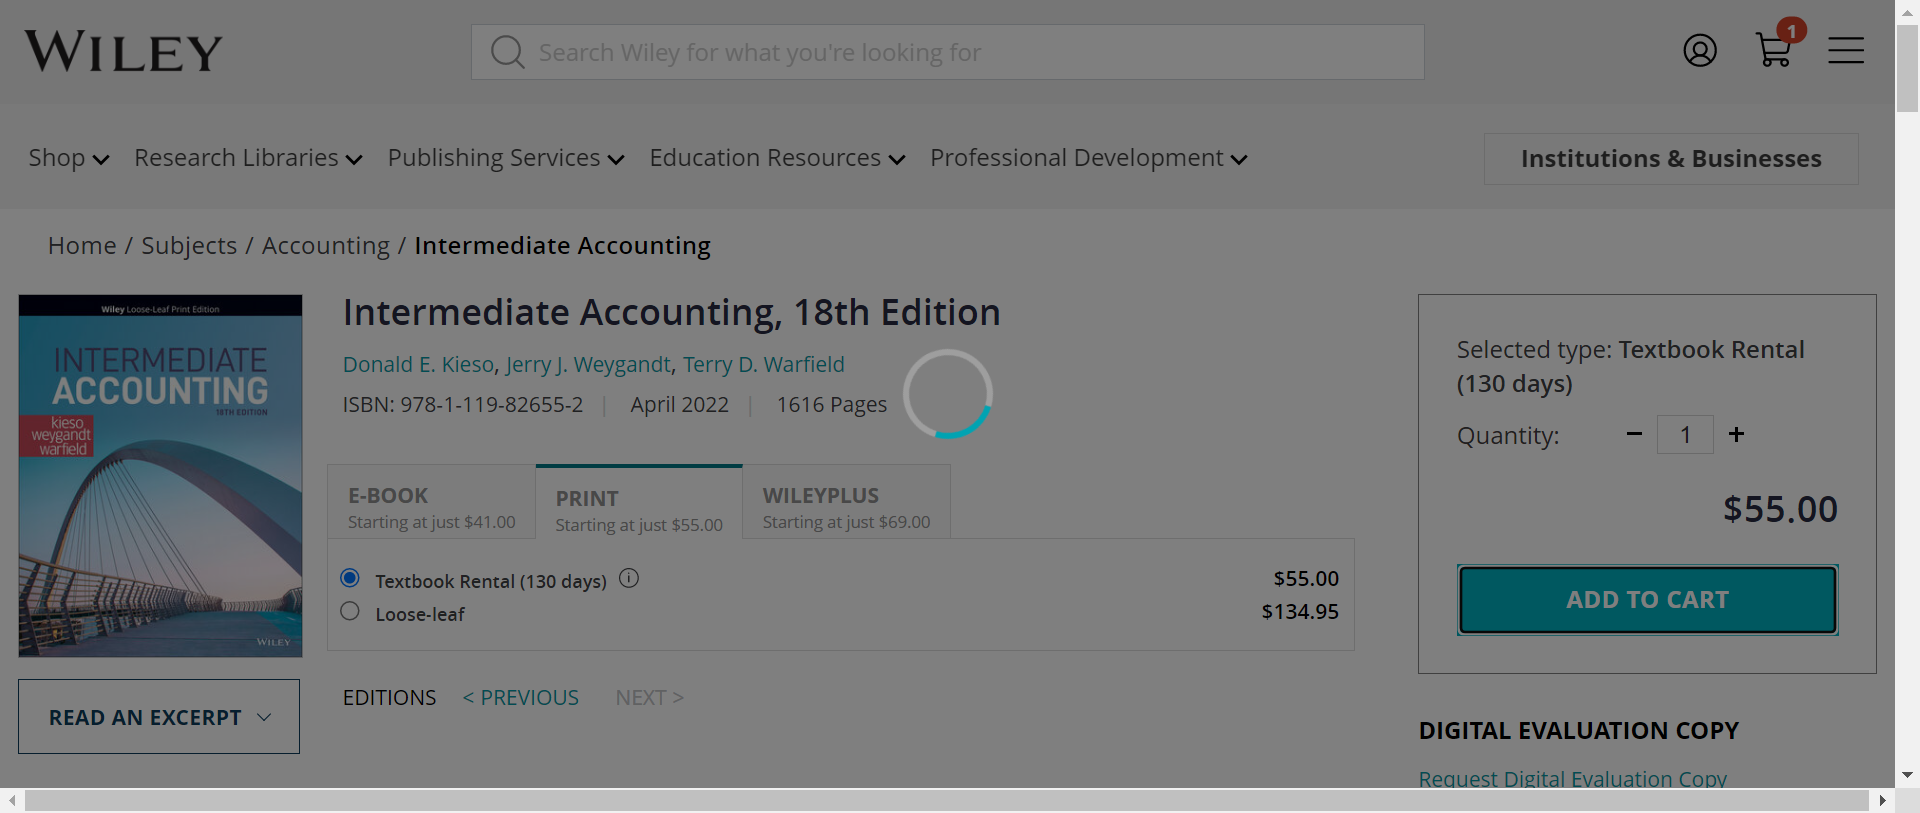 WILEY
Search Wiley for what you're looking for
1
Shop
Research Libraries
Publishing Services
Education Resources
Professional Development
Institutions & Businesses
Home / Subjects / Accounting / Intermediate Accounting
Wiley Loose-Leaf Print Edition
INTERMEDIATE
ACCOUNTING
18TH EDITION
kieso
weygandt
warfield
WILEY
READ AN EXCERPT
Intermediate Accounting, 18th Edition
Donald E. Kieso, Jerry J. Weygandt, Terry D. Warfield
ISBN: 978-1-119-82655-2 | April 2022 | 1616 Pages
E-BOOK
Starting at just $41.00
PRINT
Starting at just $55.00
WILEYPLUS
Starting at just $69.00
Textbook Rental (130 days) $55.00
Loose-leaf $134.95
EDITIONS < PREVIOUS NEXT >
Selected type: Textbook Rental
(130 days)
Quantity: − 1 +
$55.00
ADD TO CART
DIGITAL EVALUATION COPY
Request Digital Evaluation Copy